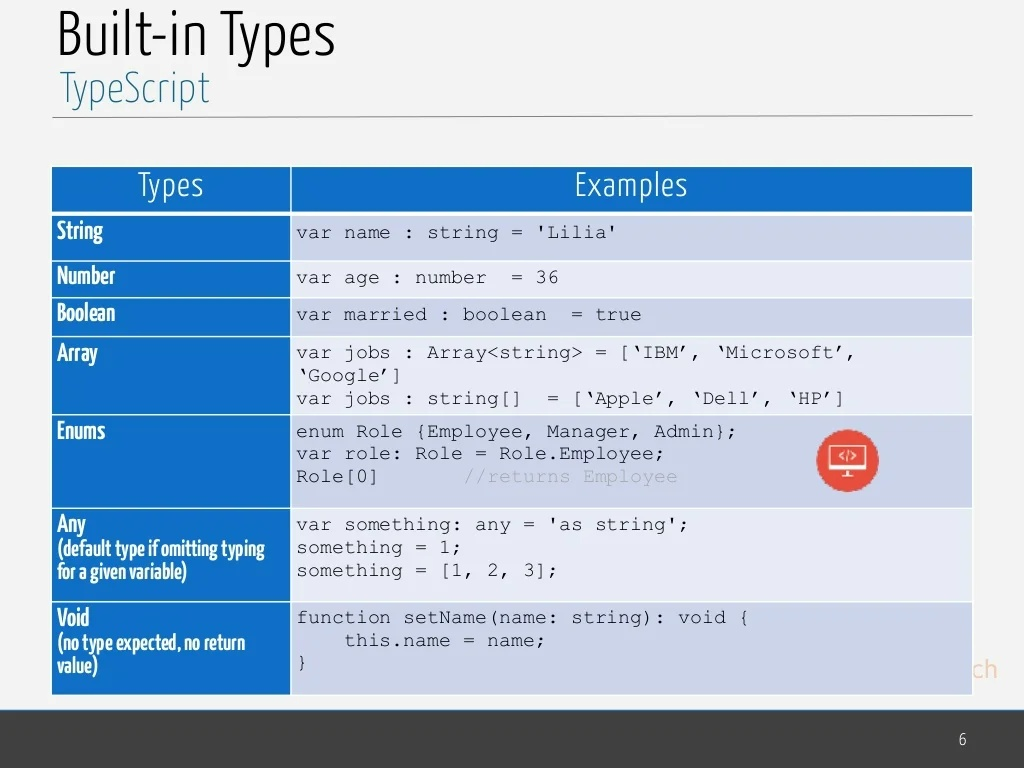 Built-in Types
TypeScript
Types Examples
String var name : string = 'Lilia'
Number var age : number  = 36
Boolean var married : boolean  = true
Array var jobs : Array<string> = [‘IBM’, ‘Microsoft’,
‘Google’]
var jobs : string[]  = [‘Apple’, ‘Dell’, ‘HP’]
Enums enum Role {Employee, Manager, Admin};
var role: Role = Role.Employee;
Role[0]       //returns Employee
Any var something: any = 'as string';
(default type if omitting typing something = 1;
for a given variable) something = [1, 2, 3];
Void function setName(name: string): void {
(no type expected, no return     this.name = name;
value) }
ch
6